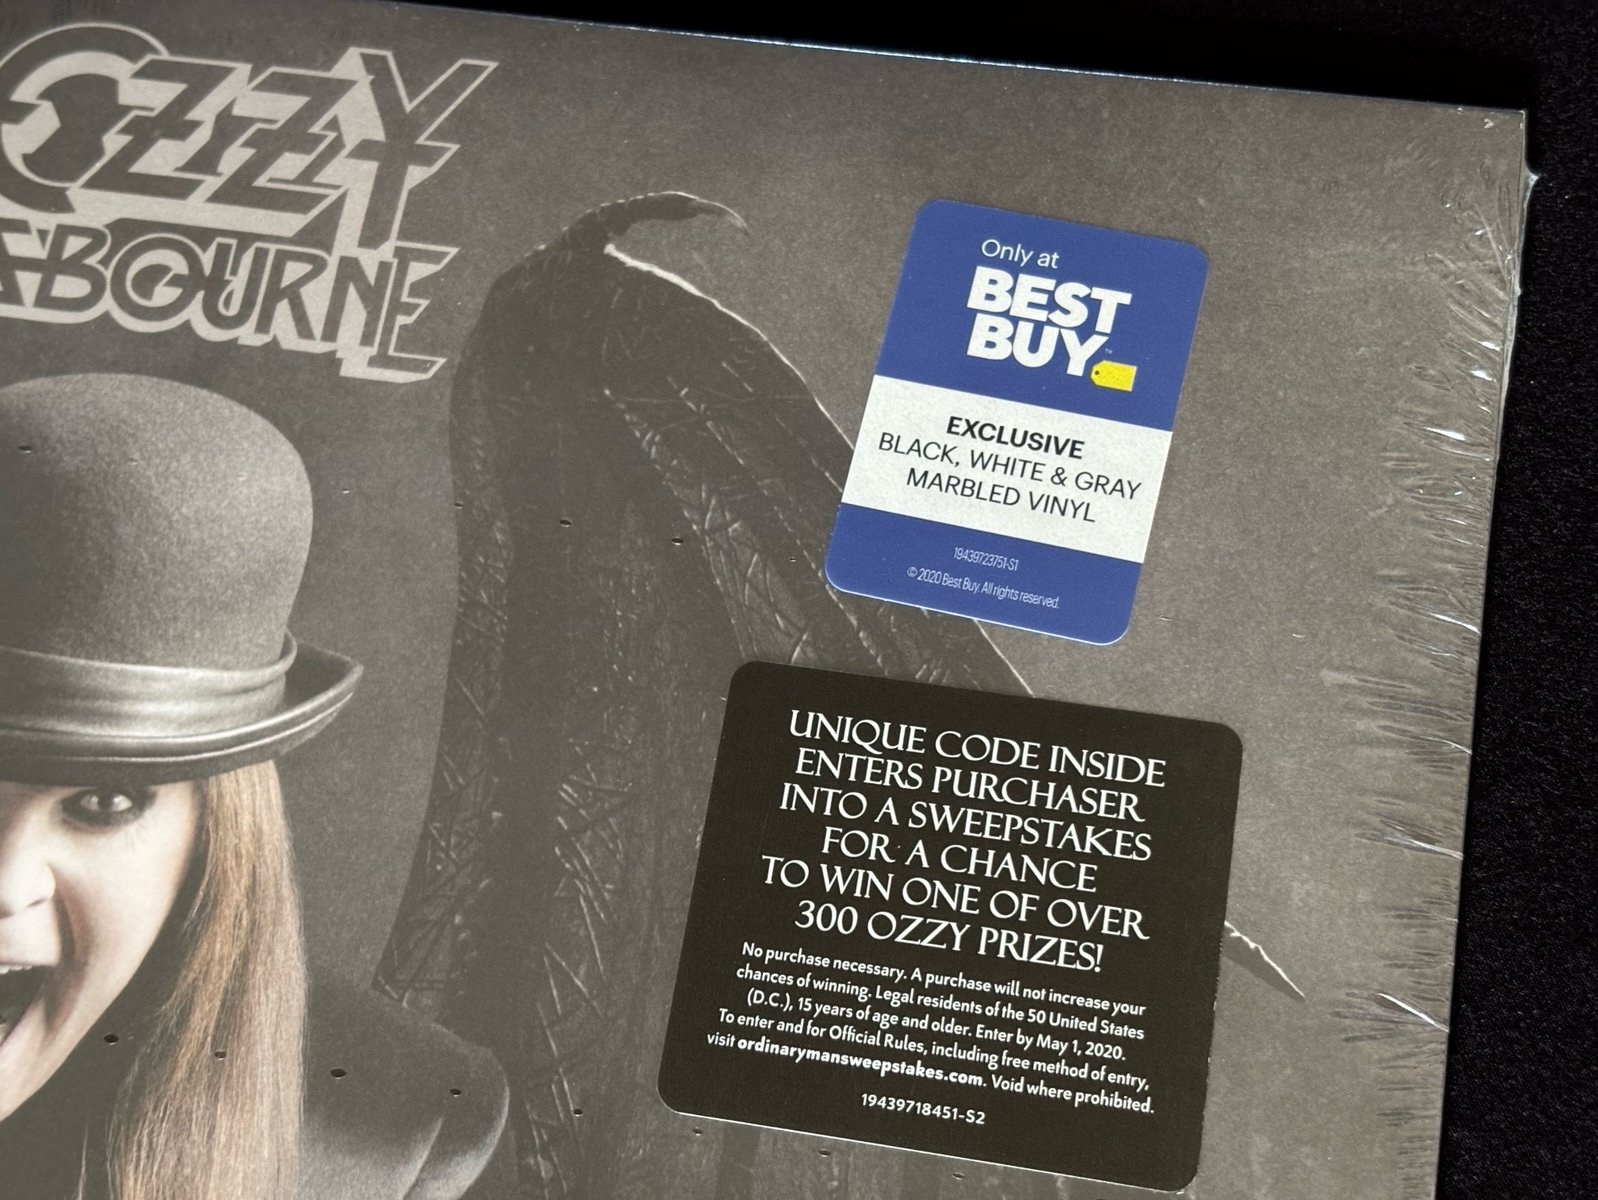 OZZY
OSBOURNE
Only at
BEST
BUY™
EXCLUSIVE
BLACK, WHITE & GRAY
MARBLED VINYL
19439723751-S1
© 2020 Best Buy. All rights reserved.
UNIQUE CODE INSIDE
ENTERS PURCHASER
INTO A SWEEPSTAKES
FOR A CHANCE
TO WIN ONE OF OVER
300 OZZY PRIZES!
No purchase necessary. A purchase will not increase your
chances of winning. Legal residents of the 50 United States
(D.C.), 15 years of age and older. Enter by May 1, 2020.
To enter and for Official Rules, including free method of entry,
visit ordinarymansweepstakes.com. Void where prohibited.
19439718451-S2